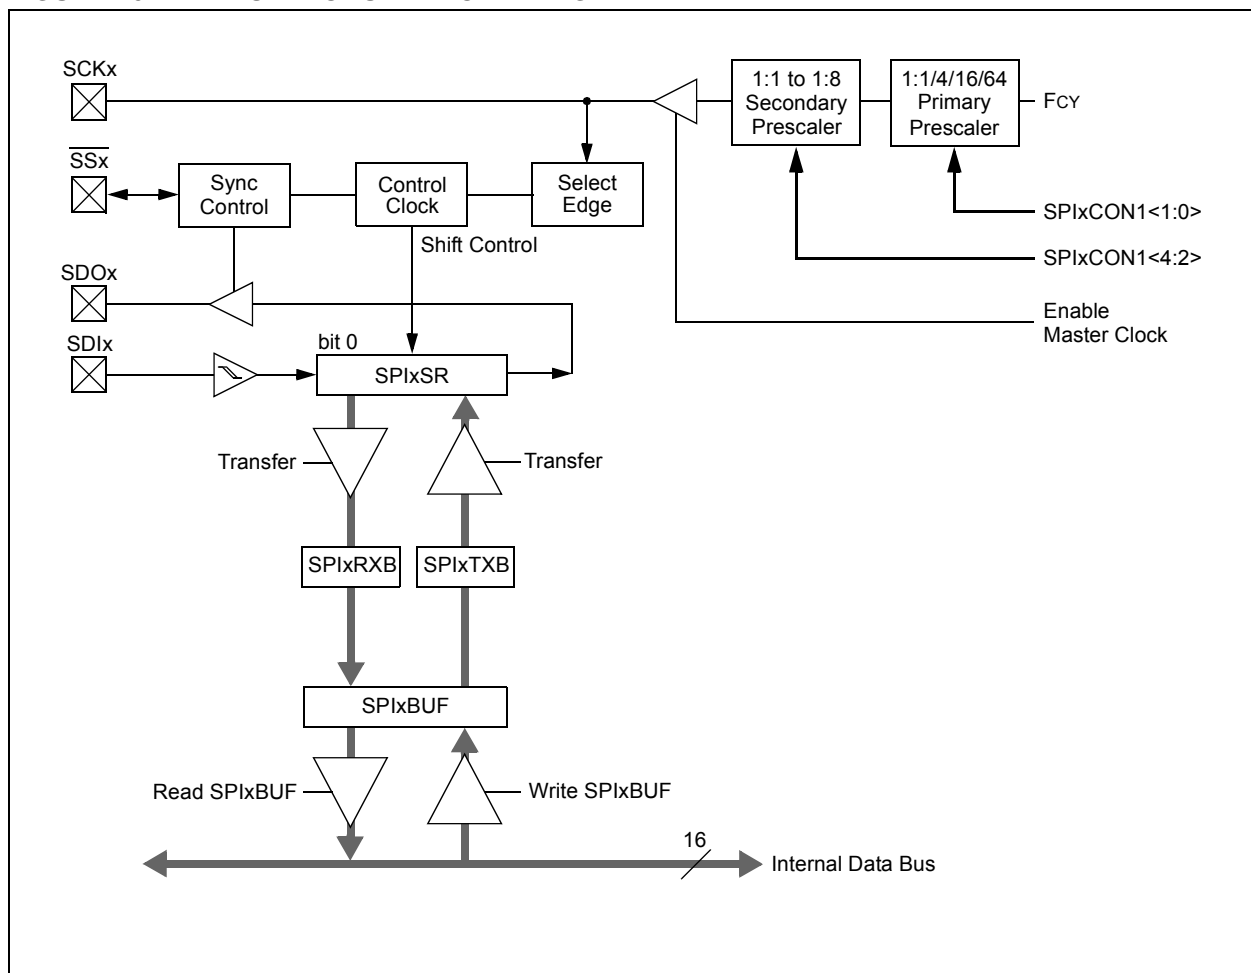 SCKx
1:1 to 1:8
Secondary
Prescaler
1:1/4/16/64
Primary
Prescaler
FCY
SSx
Sync
Control
Control
Clock
Select
Edge
SPIxCON1<1:0>
Shift Control
SPIxCON1<4:2>
SDOx
Enable
Master Clock
SDIx
bit 0
SPIxSR
Transfer
Transfer
SPIxRXB
SPIxTXB
SPIxBUF
Read SPIxBUF
Write SPIxBUF
16
Internal Data Bus